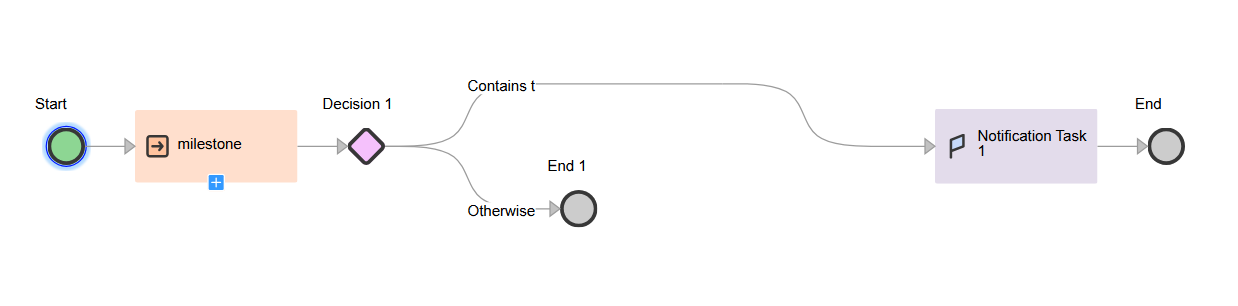 Start
milestone
Decision 1
Contains t
Otherwise
End 1
Notification Task
1
End